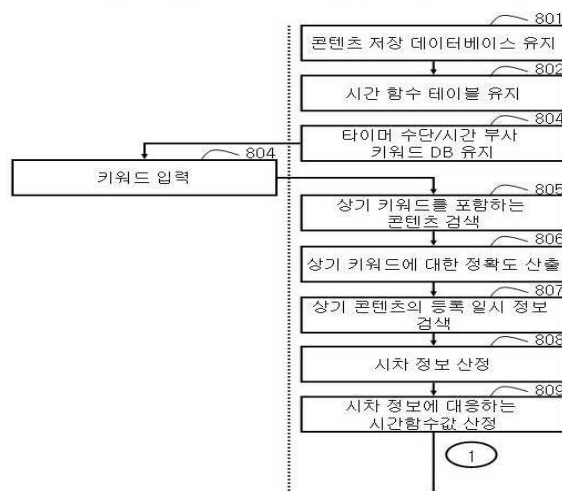 801
콘텐츠 저장 데이터베이스 유지
802
시간 함수 테이블 유지
804
타이머 수단/시간 부사
키워드 DB 유지
804
키워드 입력
805
상기 키워드를 포함하는
콘텐츠 검색
806
상기 키워드에 대한 정확도 산출
807
상기 콘텐츠의 등록 일시 정보
검색
808
시차 정보 산정
809
시차 정보에 대응하는
시간함수값 산정
1